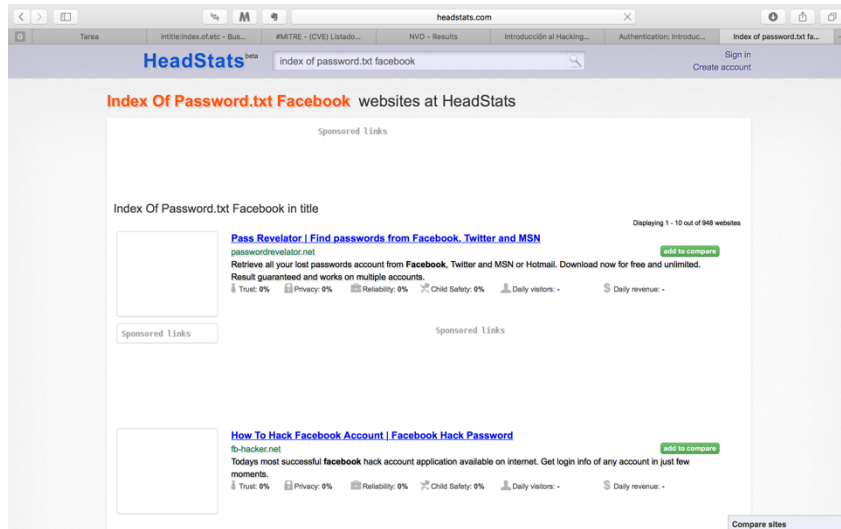 headstats.com
Tarea
intitle:index.of.etc - Bus...
#MITRE - (CVE) Listado...
NVD - Results
Introducción al Hacking...
Authentication: Introduc...
Index of password.txt fa...
HeadStats beta
index of password.txt facebook
Sign in
Create account
Index Of Password.txt Facebook websites at HeadStats
Sponsored links
Index Of Password.txt Facebook in title
Displaying 1 - 10 out of 948 websites
Pass Revelator | Find passwords from Facebook, Twitter and MSN
passwordrevelator.net
add to compare
Retrieve all your lost passwords account from Facebook, Twitter and MSN or Hotmail. Download now for free and unlimited.
Result guaranteed and works on multiple accounts.
Trust: 0% Privacy: 0% Reliability: 0% Child Safety: 0% Daily visitors: - Daily revenue: -
Sponsored links
Sponsored links
How To Hack Facebook Account | Facebook Hack Password
fb-hacker.net
add to compare
Todays most successful facebook hack account application available on internet. Get login info of any account in just few
moments.
Trust: 0% Privacy: 0% Reliability: 0% Child Safety: 0% Daily visitors: - Daily revenue: -
Compare sites